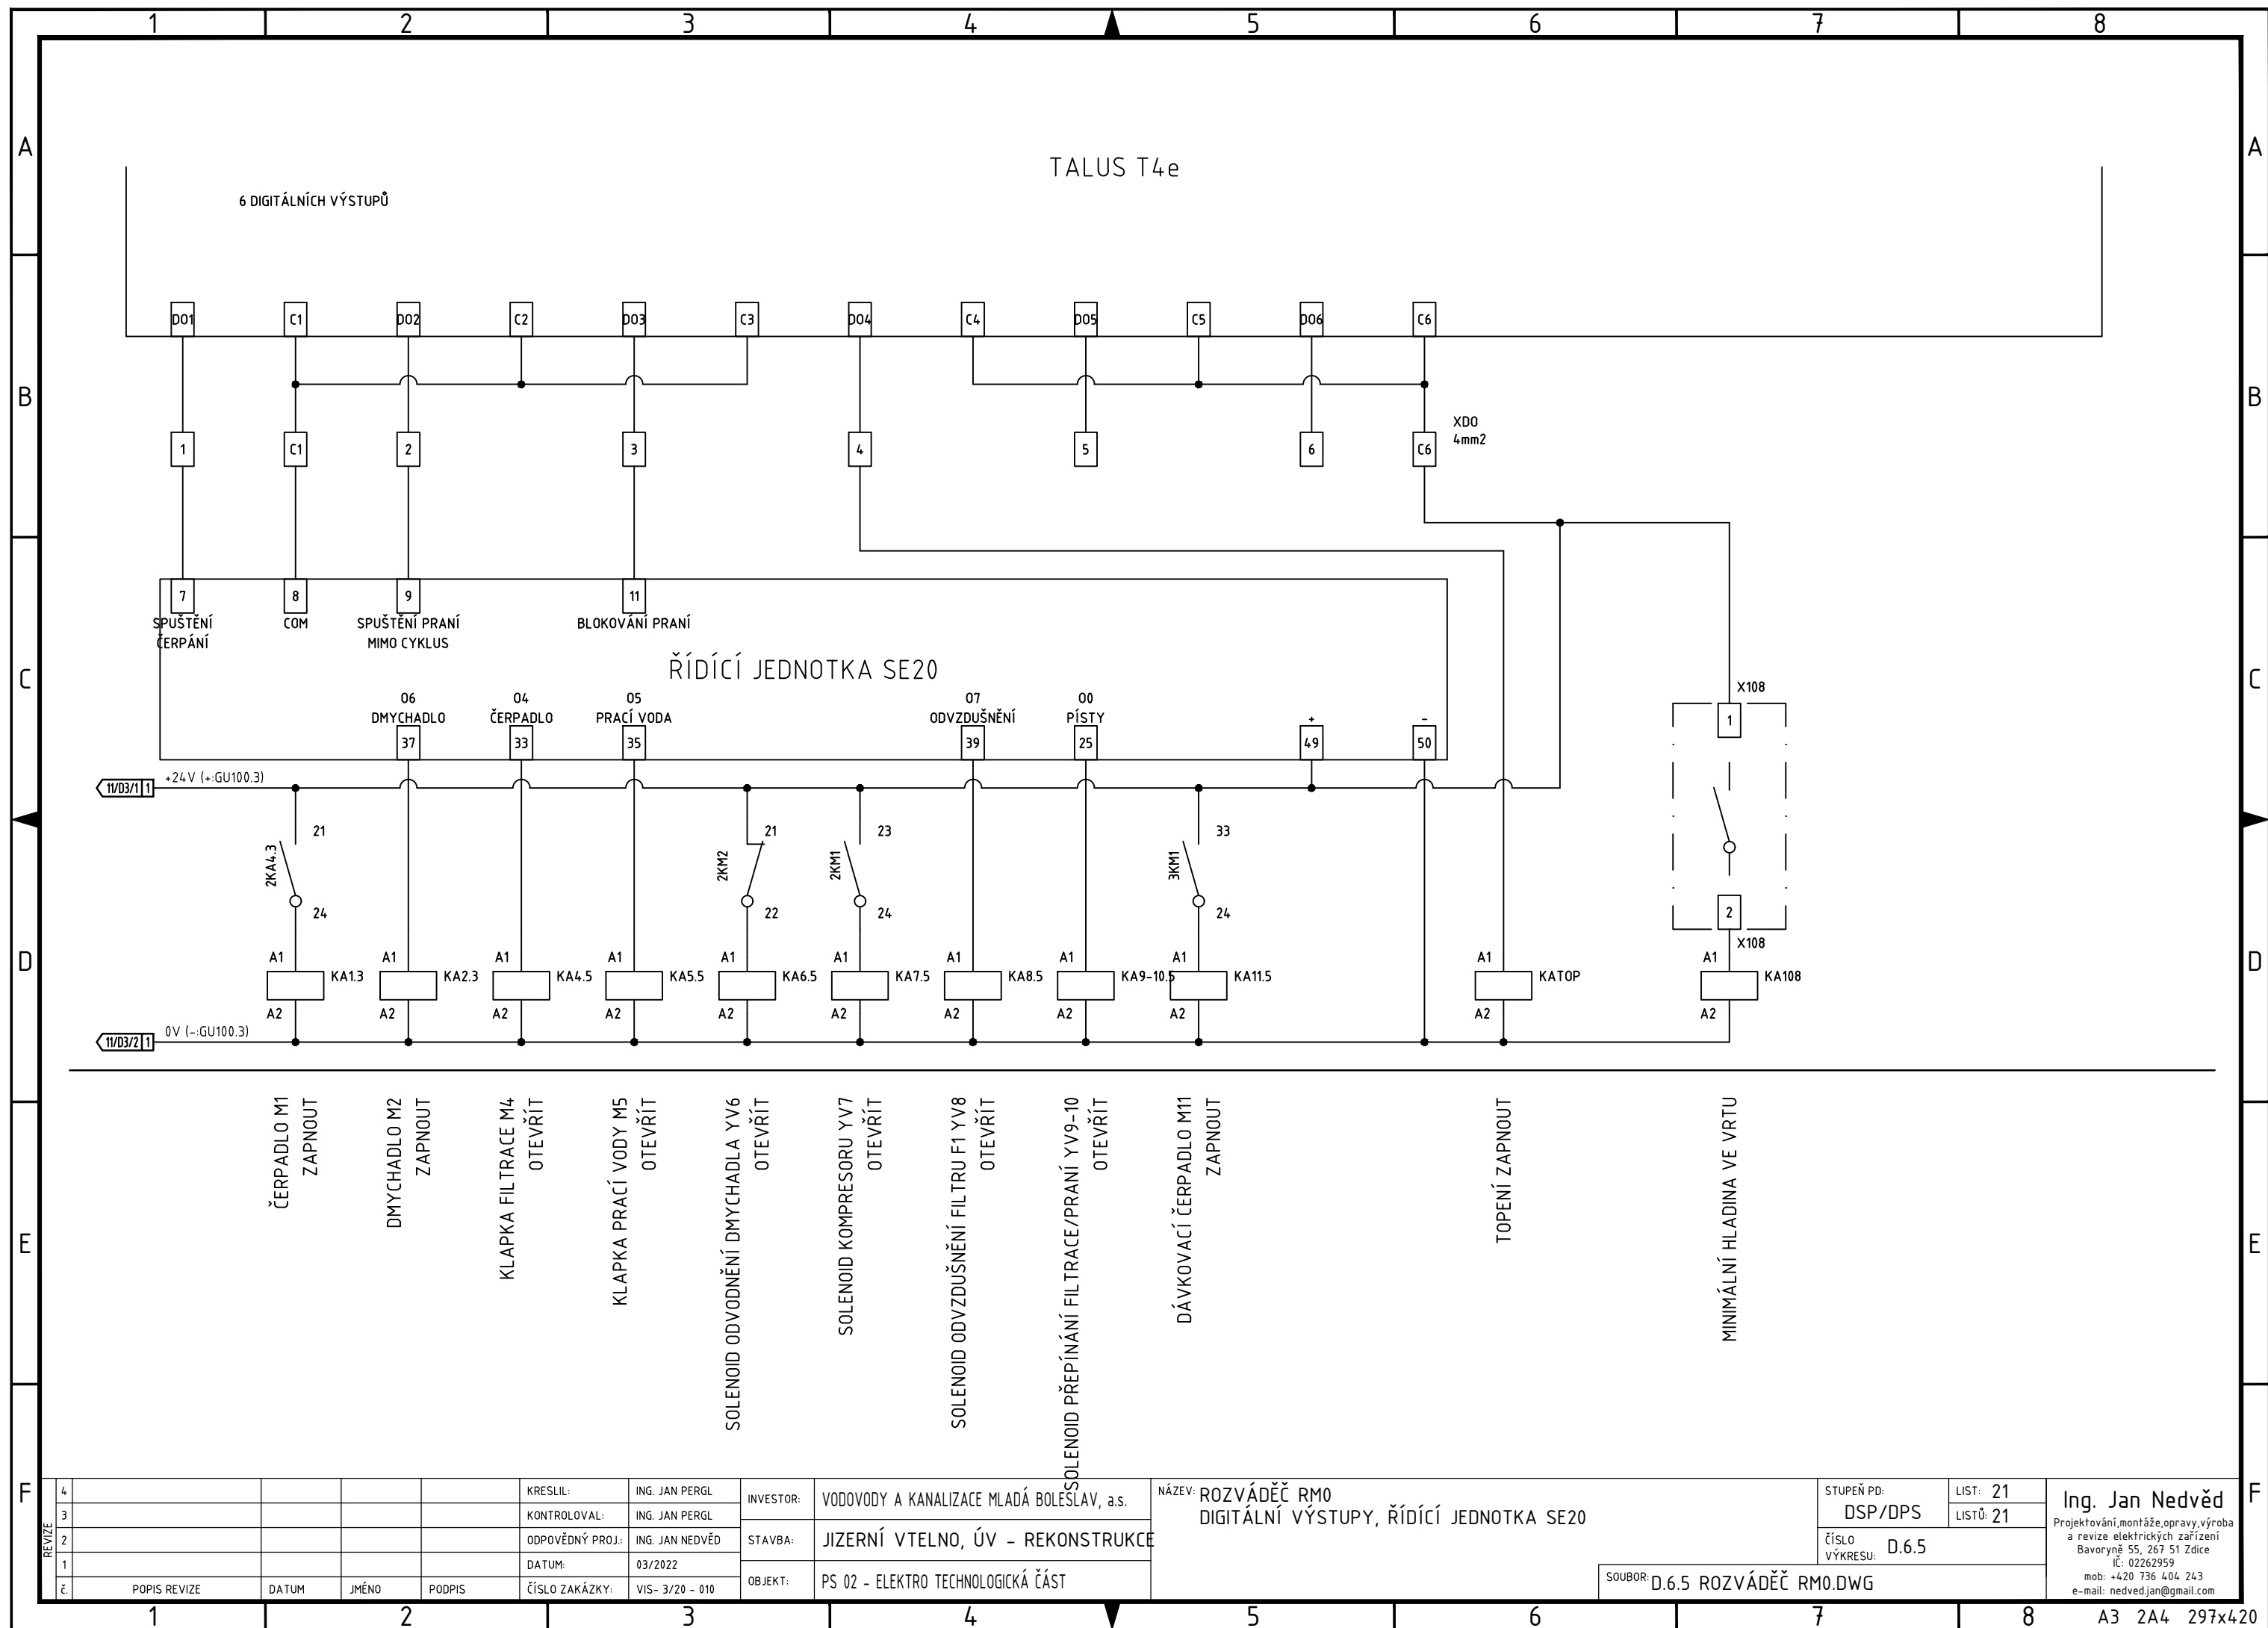 1 2 3 4 5 6 7 8
A A
TALUS T4e
6 DIGITÁLNÍCH VÝSTUPŮ
DO1 C1 DO2 C2 DO3 C3 DO4 C4 DO5 C5 DO6 C6
B B
XDO
4mm2
1 C1 2 3 4 5 6 C6
7 8 9 11
SPUŠTĚNÍ COM SPUŠTĚNÍ PRANÍ BLOKOVÁNÍ PRANÍ
ČERPÁNÍ MIMO CYKLUS
ŘÍDÍCÍ JEDNOTKA SE20
C C
X108
O6 O4 O5 O7 O0
DMYCHADLO ČERPADLO PRACÍ VODA ODVZDUŠNĚNÍ PÍSTY + -
37 33 35 39 25 49 50 1
11/D3/1 1 +24V (+:GU100.3)
21 21 23 33
2KA4.3 2KM2 2KM1 3KM1
24 22 24 24 2
X108
D D
A1 A1 A1 A1 A1 A1 A1 A1 A1 A1 A1
KA1.3 KA2.3 KA4.5 KA5.5 KA6.5 KA7.5 KA8.5 KA9-10.5 KA11.5 KATOP KA108
A2 A2 A2 A2 A2 A2 A2 A2 A2 A2 A2
11/D3/2 1 0V (-:GU100.3)
ČERPADLO M1
ZAPNOUT
DMYCHADLO M2
ZAPNOUT
KLAPKA FILTRACE M4
OTEVŘÍT
KLAPKA PRACÍ VODY M5
OTEVŘÍT
SOLENOID ODVODNĚNÍ DMYCHADLA YV6
OTEVŘÍT
SOLENOID KOMPRESORU YV7
OTEVŘÍT
SOLENOID ODVZDUŠNĚNÍ FILTRU F1 YV8
OTEVŘÍT
SOLENOID PŘEPÍNÁNÍ FILTRACE/PRANÍ YV9-10
OTEVŘÍT
DÁVKOVACÍ ČERPADLO M11
ZAPNOUT
TOPENÍ ZAPNOUT
MINIMÁLNÍ HLADINA VE VRTU
E E
F F
REVIZE
4
3
2
1
č. POPIS REVIZE DATUM JMÉNO PODPIS
KRESLIL: ING. JAN PERGL
KONTROLOVAL: ING. JAN PERGL
ODPOVĚDNÝ PROJ.: ING. JAN NEDVĚD
DATUM: 03/2022
ČÍSLO ZAKÁZKY: VIS- 3/20 - 010
INVESTOR: VODOVODY A KANALIZACE MLADÁ BOLESLAV, a.s.
STAVBA: JIZERNÍ VTELNO, ÚV - REKONSTRUKCE
OBJEKT: PS 02 - ELEKTRO TECHNOLOGICKÁ ČÁST
NÁZEV: ROZVÁDĚČ RM0
DIGITÁLNÍ VÝSTUPY, ŘÍDÍCÍ JEDNOTKA SE20
SOUBOR: D.6.5 ROZVÁDĚČ RM0.DWG
STUPEŇ PD:
DSP/DPS
LIST: 21
LISTŮ: 21
ČÍSLO
VÝKRESU: D.6.5
Ing. Jan Nedvěd
Projektování,montáže,opravy,výroba
a revize elektrických zařízení
Bavoryně 55, 267 51 Zdice
IČ: 02262959
mob: +420 736 404 243
e-mail: nedved.jan@gmail.com
1 2 3 4 5 6 7 8
A3 2A4 297x420